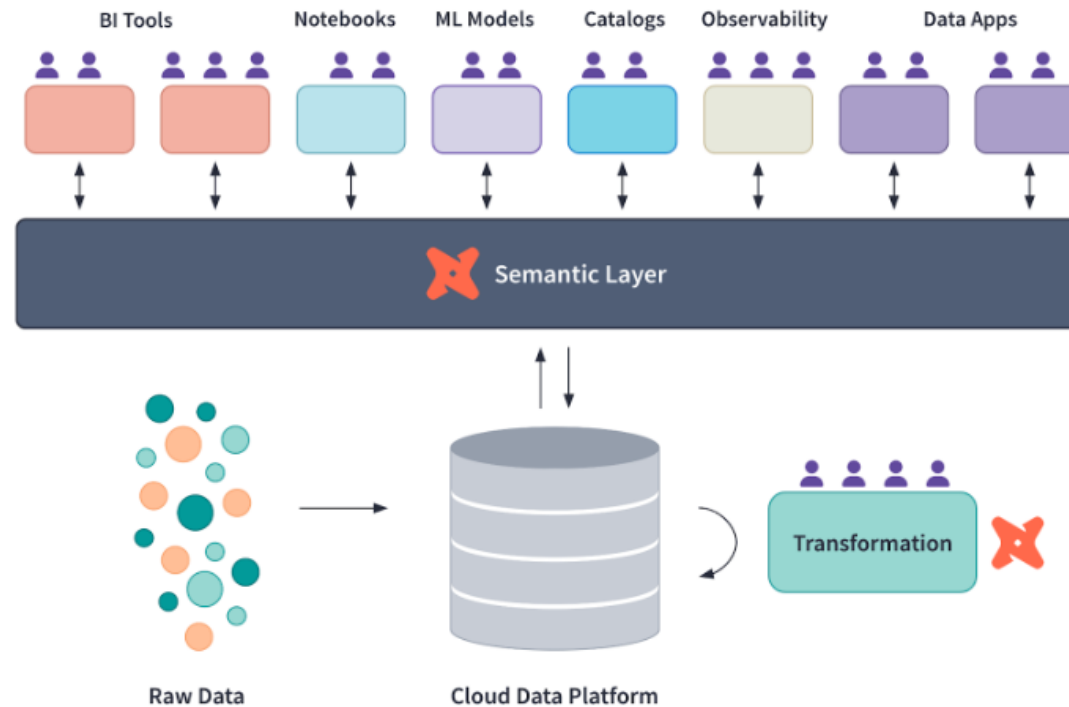 BI Tools
Notebooks
ML Models
Catalogs
Observability
Data Apps
Semantic Layer
Transformation
Raw Data
Cloud Data Platform